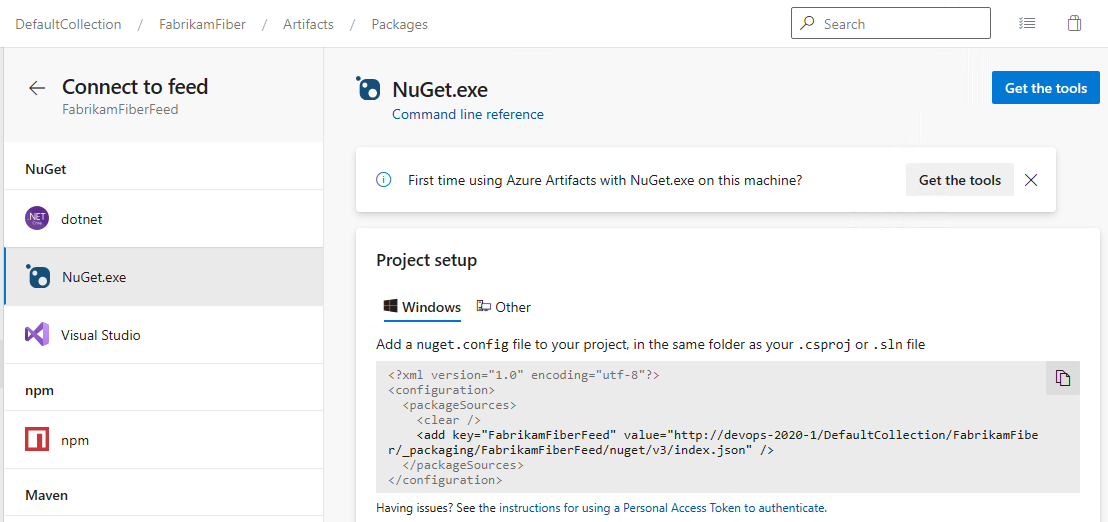 DefaultCollection / FabrikamFiber / Artifacts / Packages
Search
Connect to feed
FabrikamFiberFeed
NuGet
NET
Core
dotnet
NuGet.exe
Visual Studio
npm
npm
Maven
NuGet.exe
Command line reference
Get the tools
First time using Azure Artifacts with NuGet.exe on this machine?
Get the tools
Project setup
Windows
Other
Add a nuget.config file to your project, in the same folder as your .csproj or .sln file
<?xml version="1.0" encoding="utf-8"?>
<configuration>
  <packageSources>
    <clear />
    <add key="FabrikamFiberFeed" value="http://devops-2020-1/DefaultCollection/FabrikamFibe
r/_packaging/FabrikamFiberFeed/nuget/v3/index.json" />
  </packageSources>
</configuration>
Having issues? See the instructions for using a Personal Access Token to authenticate.